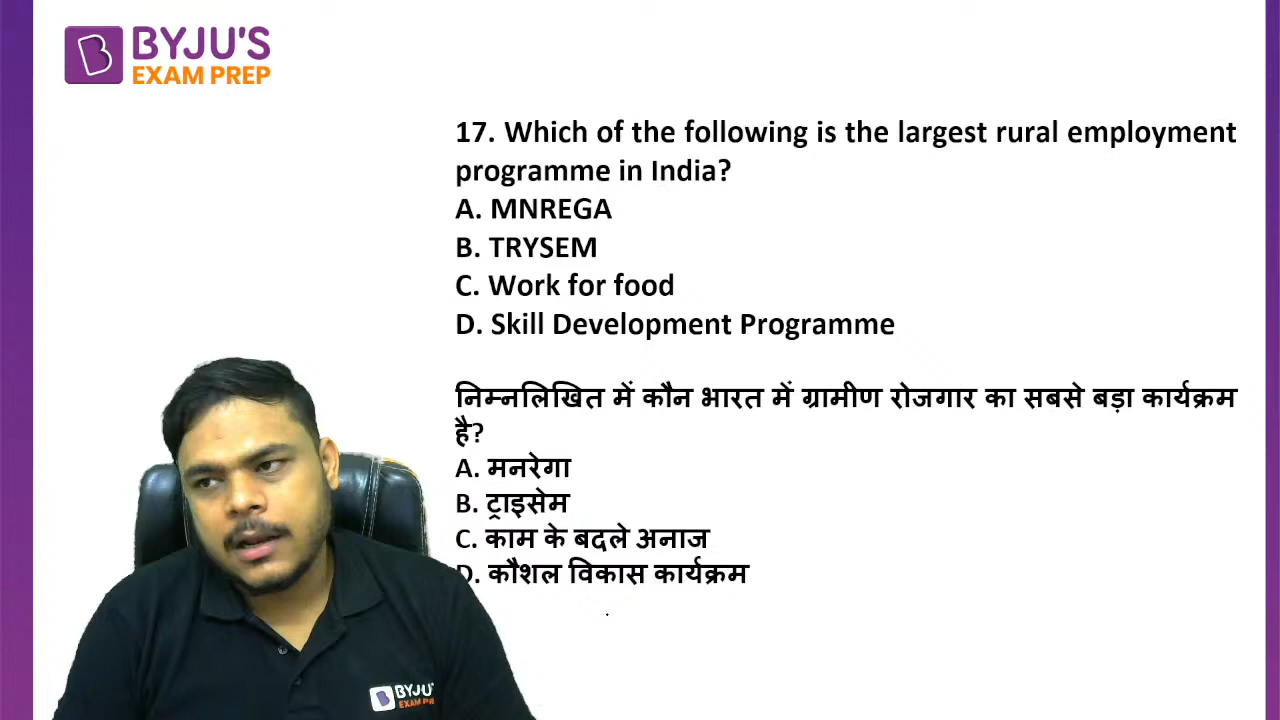 BYJU'S
EXAM PREP
17. Which of the following is the largest rural employment
programme in India?
A. MNREGA
B. TRYSEM
C. Work for food
D. Skill Development Programme
निम्नलिखित में कौन भारत में ग्रामीण रोजगार का सबसे बड़ा कार्यक्रम
है?
A. मनरेगा
B. ट्राइसेम
C. काम के बदले अनाज
D. कौशल विकास कार्यक्रम
BYJU'
EXAM PR